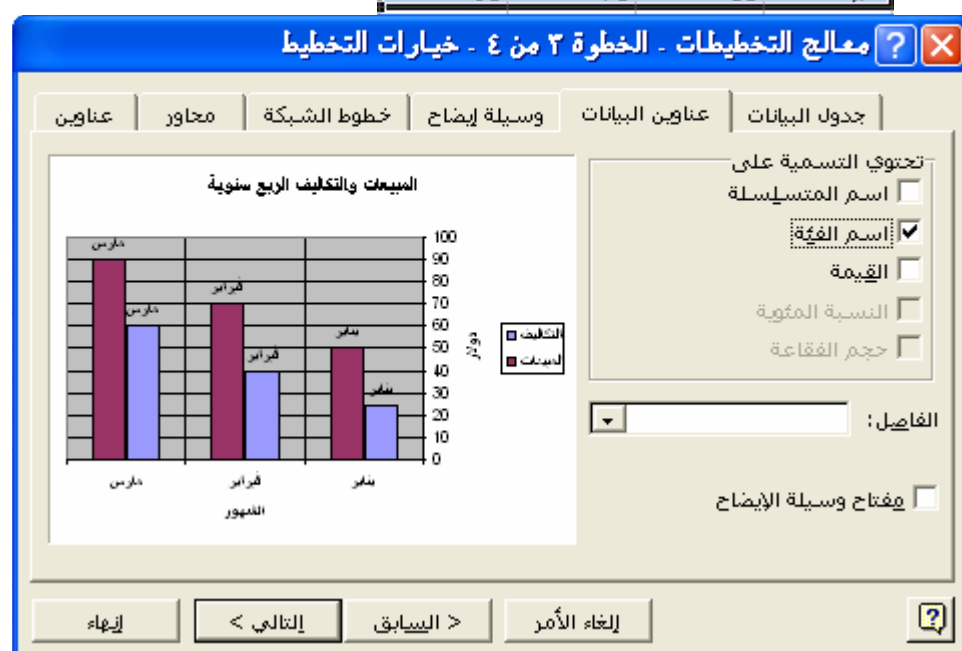 معالج التخطيطات - الخطوة ٣ من ٤ - خيارات التخطيط
جدول البيانات
عناوين البيانات
وسيلة إيضاح
خطوط الشبكة
محاور
عناوين
تحتوي التسمية على
اسم المتسلسلة
اسم الفئة
القيمة
النسبة المئوية
حجم الفقاعة
الفاصل:
مفتاح وسيلة الإيضاح
المبيعات والتكاليف الربع سنوية
100
90
80
70
60
50
40
30
20
10
0
دولار
التكاليف
المبيعات
يناير
يناير
فبراير
فبراير
مارس
مارس
يناير
فبراير
مارس
الشهور
إلغاء الأمر
< السابق
التالي >
إنهاء